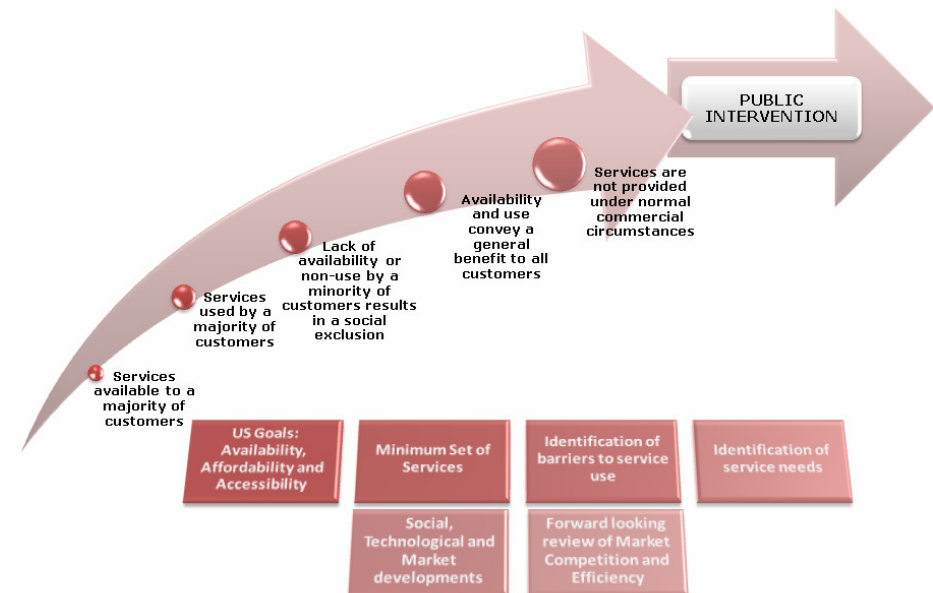 PUBLIC
INTERVENTION
Services are
not provided
under normal
commercial
circumstances
Availability
and use
convey a
general
benefit to all
customers
Lack of
availability or
non-use by a
minority of
customers results
in a social
exclusion
Services
used by a
majority of
customers
Services
available to a
majority of
customers
US Goals:
Availability,
Affordability and
Accessibility
Minimum Set of
Services
Identification of
barriers to service
use
Identification of
service needs
Social,
Technological and
Market
developments
Forward looking
review of Market
Competition and
Efficiency